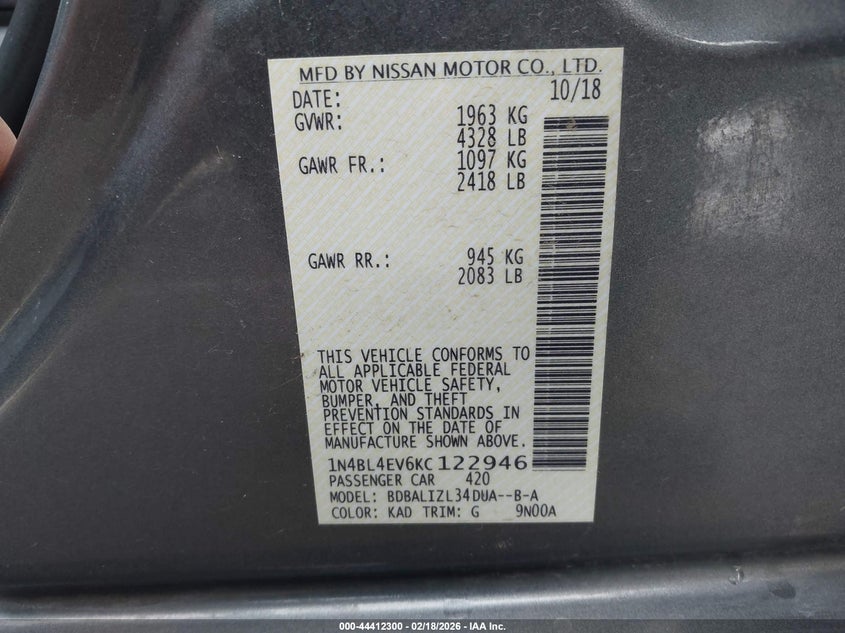 MFD BY NISSAN MOTOR CO., LTD.
DATE: 10/18
GVWR: 1963 KG
4328 LB
GAWR FR.: 1097 KG
2418 LB
GAWR RR.: 945 KG
2083 LB
THIS VEHICLE CONFORMS TO
ALL APPLICABLE FEDERAL
MOTOR VEHICLE SAFETY,
BUMPER, AND THEFT
PREVENTION STANDARDS IN
EFFECT ON THE DATE OF
MANUFACTURE SHOWN ABOVE.
1N4BL4EV6KC122946
PASSENGER CAR 420
MODEL: BDBALIZL34DUA--B-A
COLOR: KAD TRIM: G 9N00A
000-44412300 - 02/18/2026 - IAA Inc.